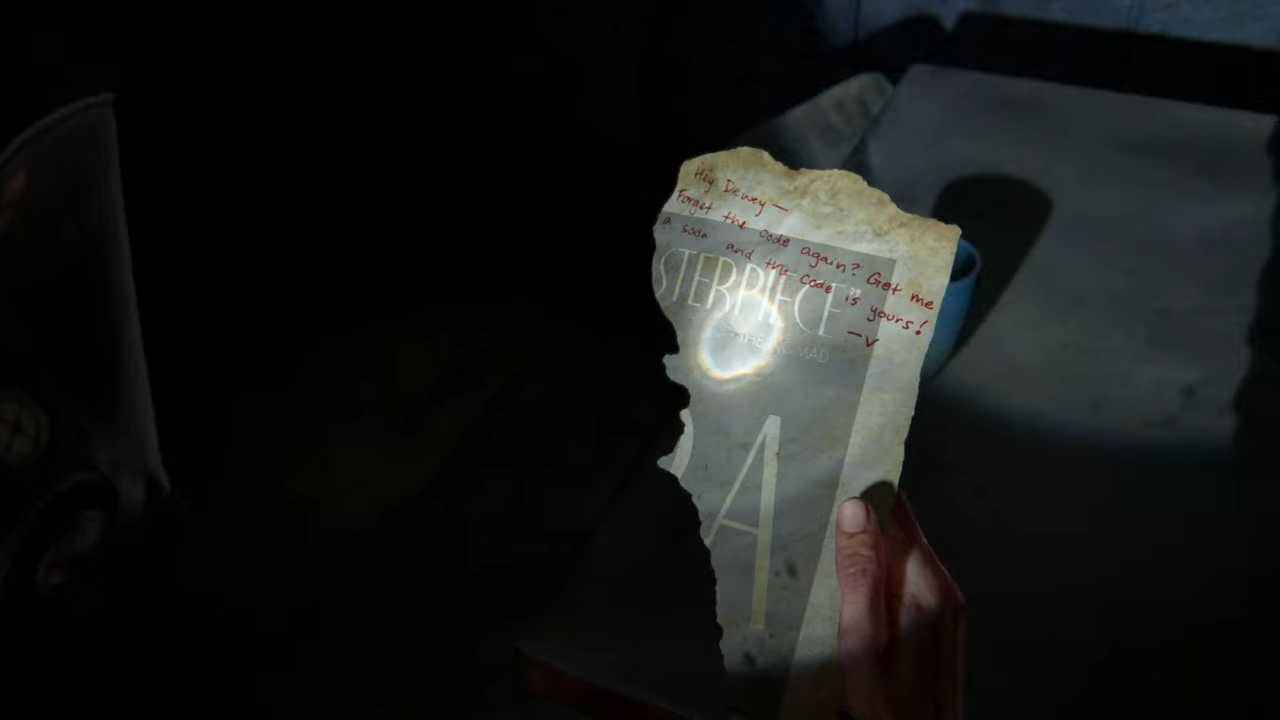 Hey Dewey—
Forget the code again? Get me
a soda and the code is yours!
—V
STERPIECE"
THE NOMAD
A